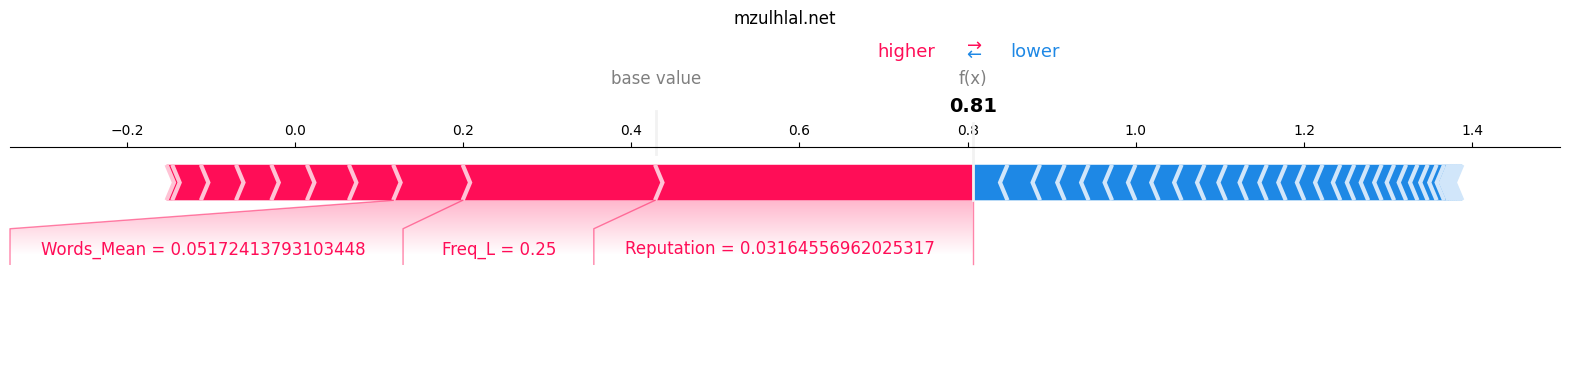 mzulhlal.net
higher ⇄ lower
base value f(x)
0.81
−0.2 0.0 0.2 0.4 0.6 0.8 1.0 1.2 1.4
Words_Mean = 0.05172413793103448 Freq_L = 0.25 Reputation = 0.03164556962025317